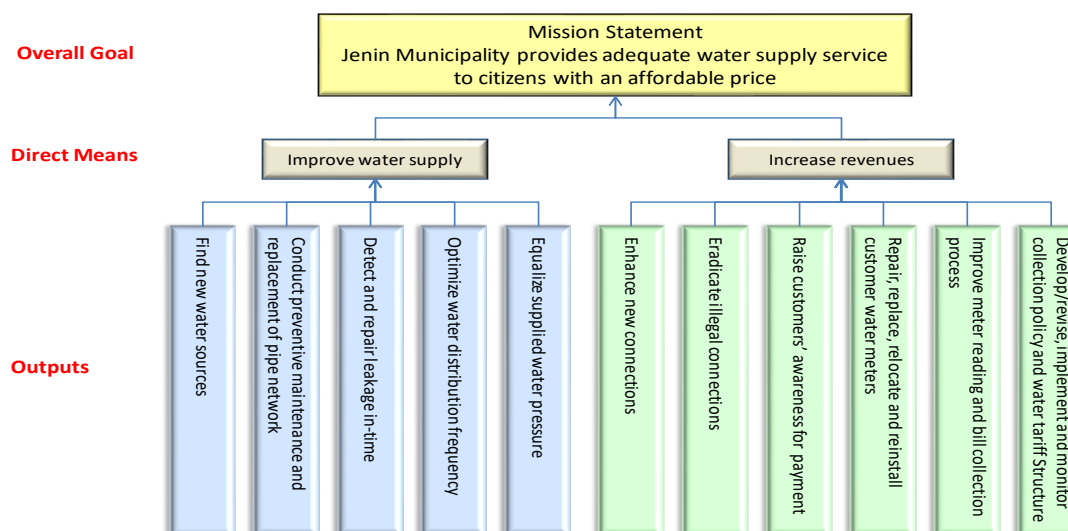 Mission Statement
Overall Goal
Jenin Municipality provides adequate water supply service
to citizens with an affordable price
Direct Means
Improve water supply
Increase revenues
Outputs
Find new water sources
Conduct preventive maintenance and
replacement of pipe network
Detect and repair leakage in-time
Optimize water distribution frequency
Equalize supplied water pressure
Enhance new connections
Eradicate illegal connections
Raise customers’ awareness for payment
Repair, replace, relocate and reinstall
customer water meters
Improve meter reading and bill collection
process
Develop/revise, implement and monitor
collection policy and water tariff Structure